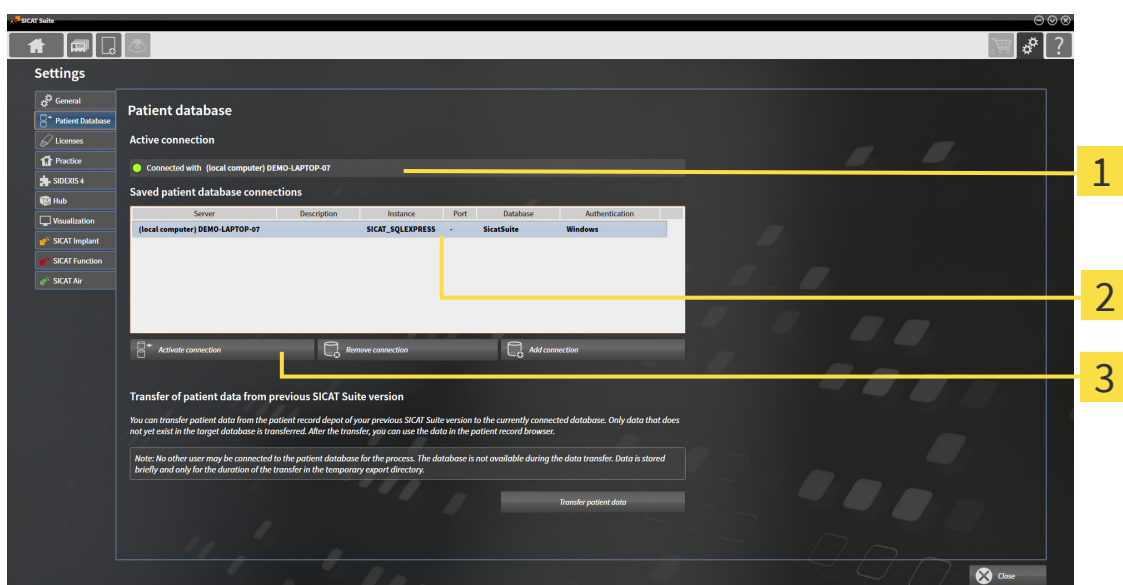 SICAT Suite
?
Settings
General
Patient Database
Licenses
Practice
SIDEXIS 4
Hub
Visualization
SICAT Implant
SICAT Function
SICAT Air
Patient database
Active connection
Connected with (local computer) DEMO-LAPTOP-07
Saved patient database connections
Server Description Instance Port Database Authentication
(local computer) DEMO-LAPTOP-07 SICAT_SQLEXPRESS - SicatSuite Windows
Activate connection Remove connection Add connection
Transfer of patient data from previous SICAT Suite version
You can transfer patient data from the patient record depot of your previous SICAT Suite version to the currently connected database. Only data that does
not yet exist in the target database is transferred. After the transfer, you can use the data in the patient record browser.
Note: No other user may be connected to the patient database for the process. The database is not available during the data transfer. Data is stored
briefly and only for the duration of the transfer in the temporary export directory.
Transfer patient data
Close
1
2
3